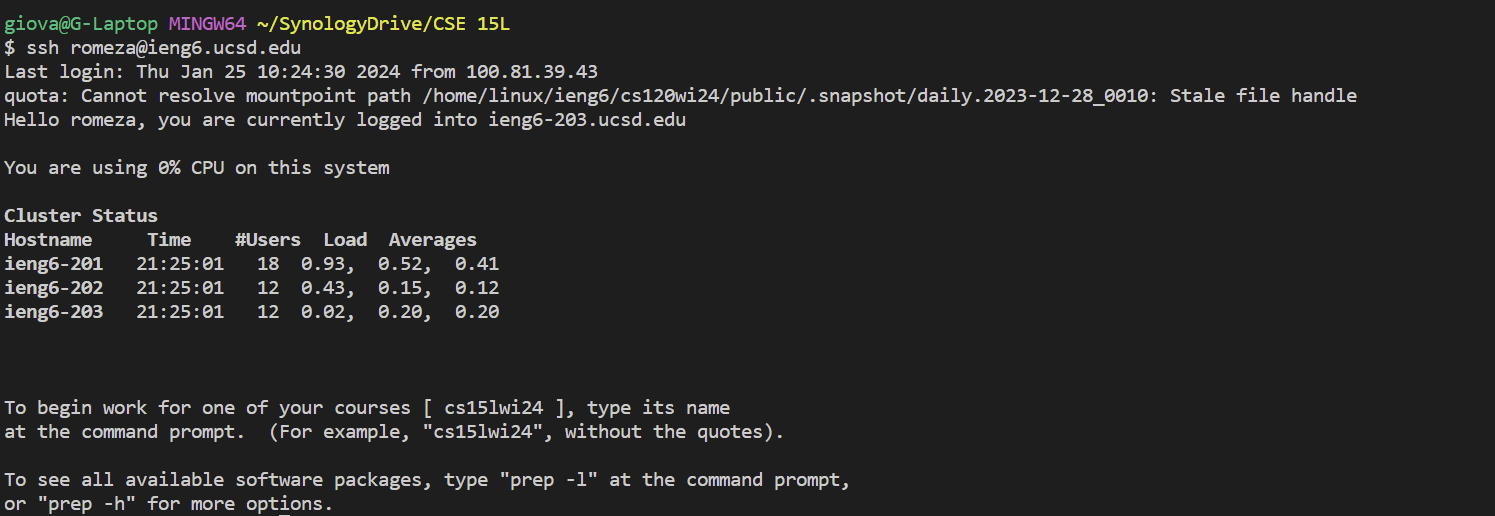 giova@G-Laptop MINGW64 ~/SynologyDrive/CSE 15L
$ ssh romeza@ieng6.ucsd.edu
Last login: Thu Jan 25 10:24:30 2024 from 100.81.39.43
quota: Cannot resolve mountpoint path /home/linux/ieng6/cs120wi24/public/.snapshot/daily.2023-12-28_0010: Stale file handle
Hello romeza, you are currently logged into ieng6-203.ucsd.edu
You are using 0% CPU on this system
Cluster Status
Hostname     Time    #Users  Load  Averages
ieng6-201   21:25:01   18  0.93,  0.52,  0.41
ieng6-202   21:25:01   12  0.43,  0.15,  0.12
ieng6-203   21:25:01   12  0.02,  0.20,  0.20
To begin work for one of your courses [ cs15lwi24 ], type its name
at the command prompt.  (For example, "cs15lwi24", without the quotes).
To see all available software packages, type "prep -l" at the command prompt,
or "prep -h" for more options.